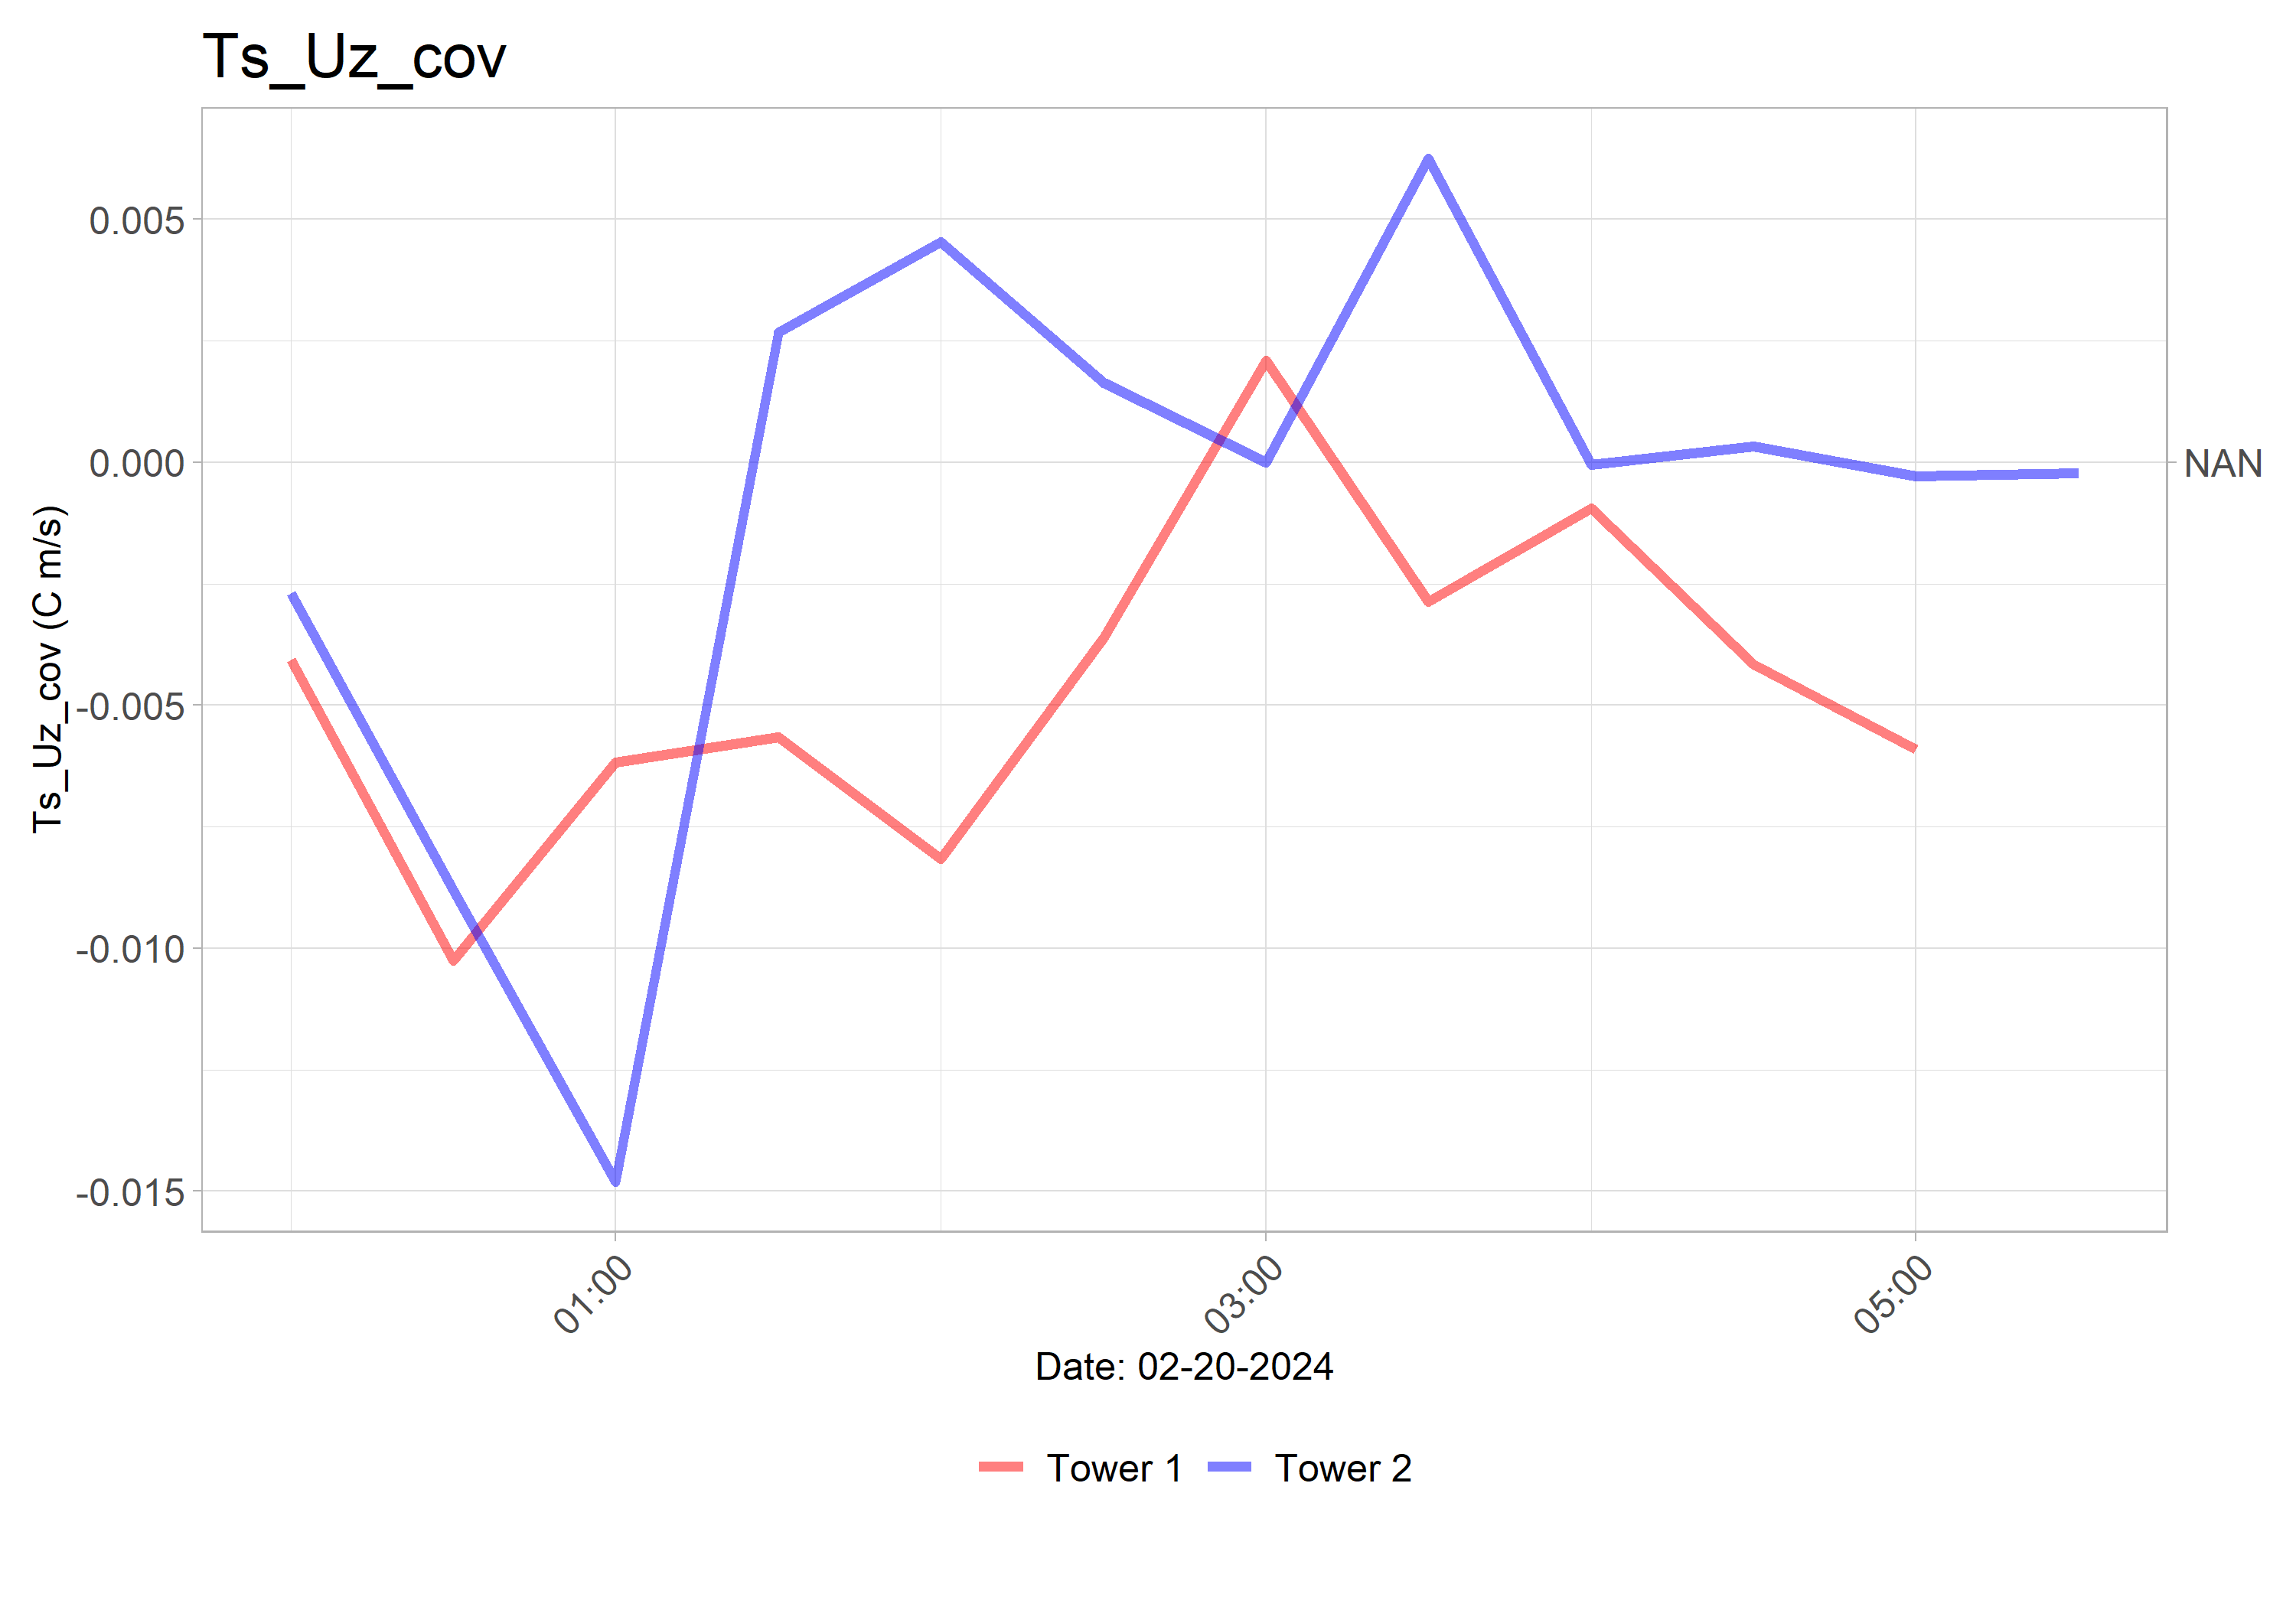 Ts_Uz_cov
Ts_Uz_cov (C m/s)
0.005
0.000
-0.005
-0.010
-0.015
NAN
01:00
03:00
05:00
Date: 02-20-2024
Tower 1
Tower 2